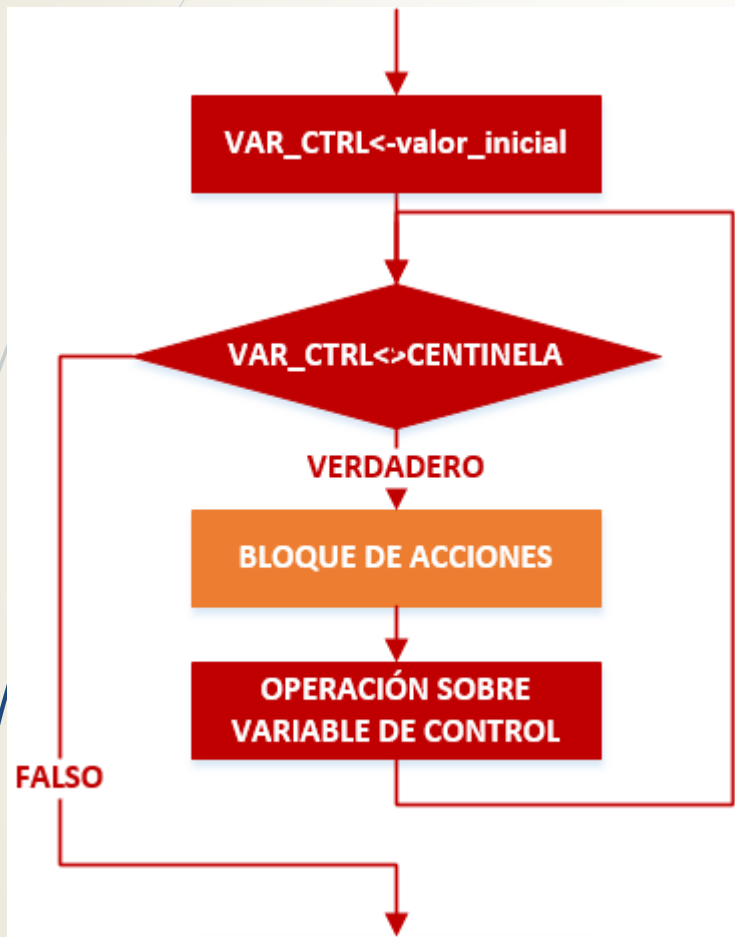 VAR_CTRL<-valor_inicial
VAR_CTRL<>CENTINELA
VERDADERO
BLOQUE DE ACCIONES
OPERACIÓN SOBRE
VARIABLE DE CONTROL
FALSO